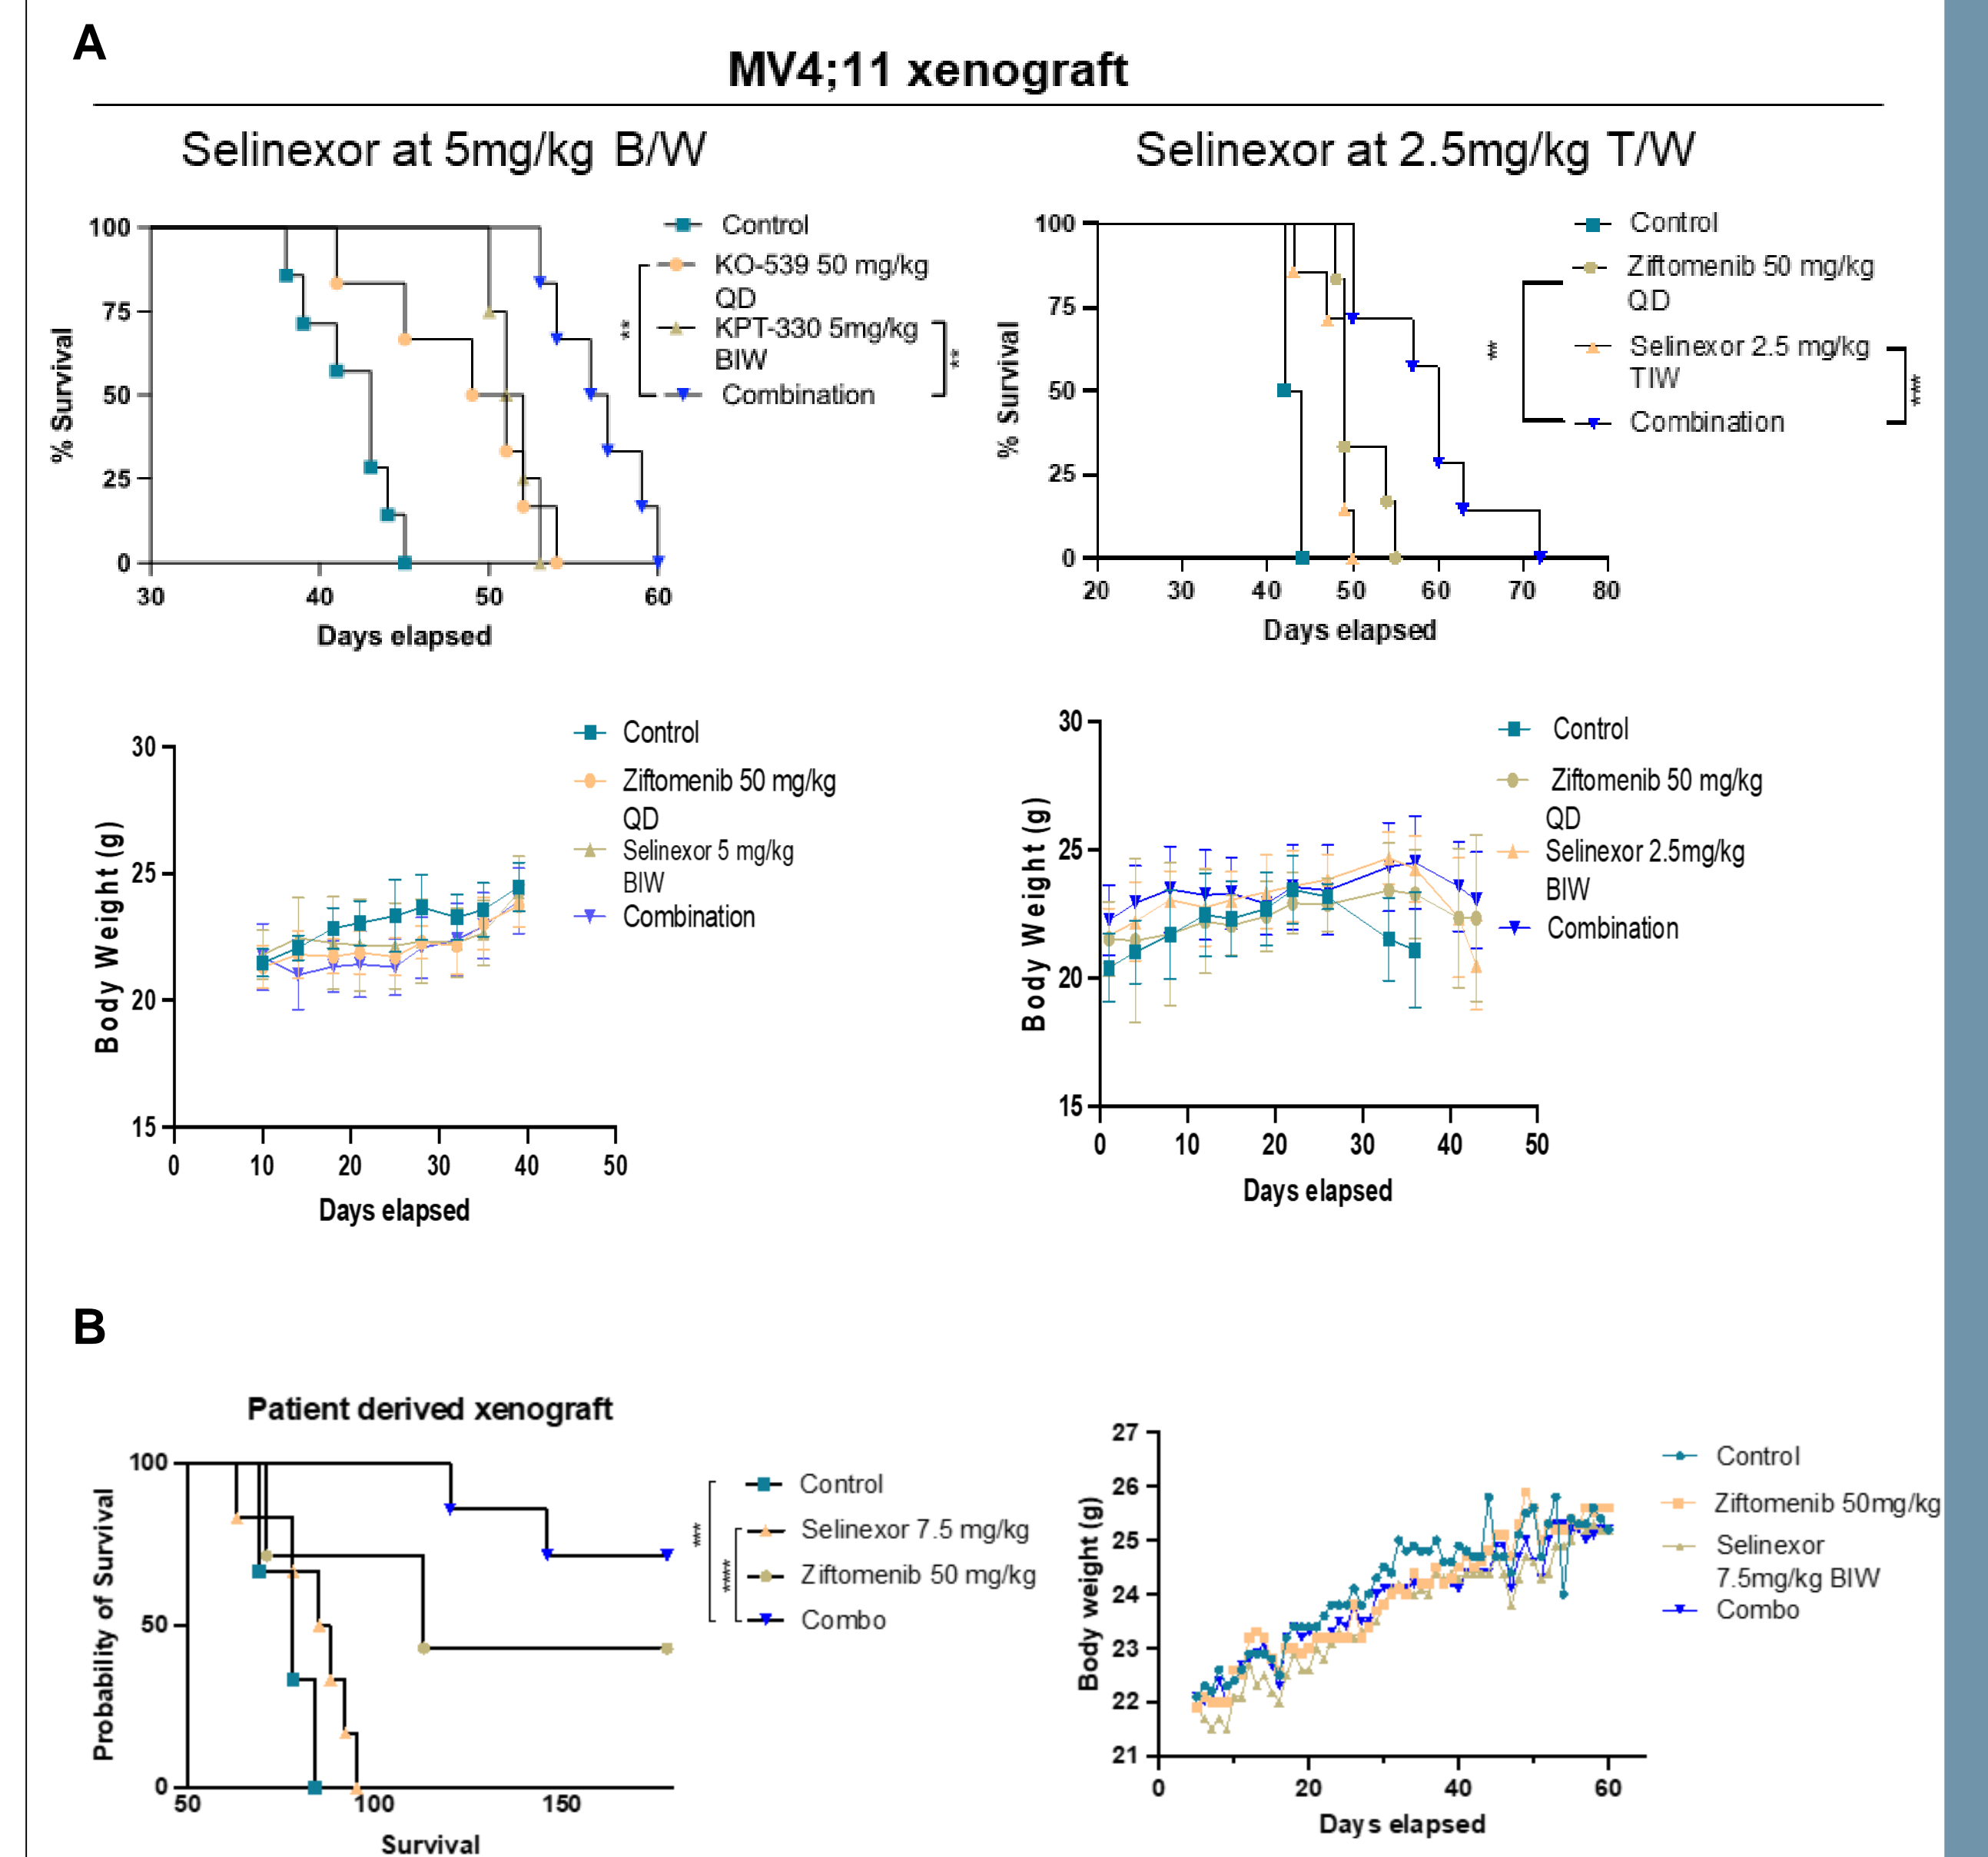 A
MV4;11 xenograft
Selinexor at 5mg/kg B/W
100
75
50
25
0
30
40
50
60
% Survival
Days elapsed
Control
KO-539 50 mg/kg
QD
KPT-330 5mg/kg
BIW
Combination
**
**
Selinexor at 2.5mg/kg T/W
100
75
50
25
0
20
30
40
50
60
70
80
% Survival
Days elapsed
Control
Ziftomenib 50 mg/kg
QD
Selinexor 2.5 mg/kg
TIW
Combination
**
***
30
25
20
15
0
10
20
30
40
50
Body Weight (g)
Days elapsed
Control
Ziftomenib 50 mg/kg
QD
Selinexor 5 mg/kg
BIW
Combination
30
25
20
15
0
10
20
30
40
50
Body Weight (g)
Days elapsed
Control
Ziftomenib 50 mg/kg
QD
Selinexor 2.5mg/kg
BIW
Combination
B
Patient derived xenograft
100
50
0
50
100
150
Probability of Survival
Survival
Control
Selinexor 7.5 mg/kg
Ziftomenib 50 mg/kg
Combo
***
****
27
26
25
24
23
22
21
0
20
40
60
Body weight (g)
Days elapsed
Control
Ziftomenib 50mg/kg
Selinexor
7.5mg/kg BIW
Combo